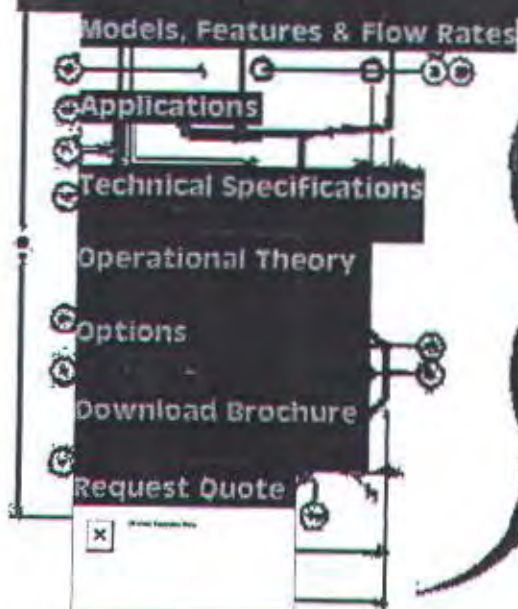 Models, Features & Flow Rates
Applications
Technical Specifications
Operational Theory
Options
Download Brochure
Request Quote